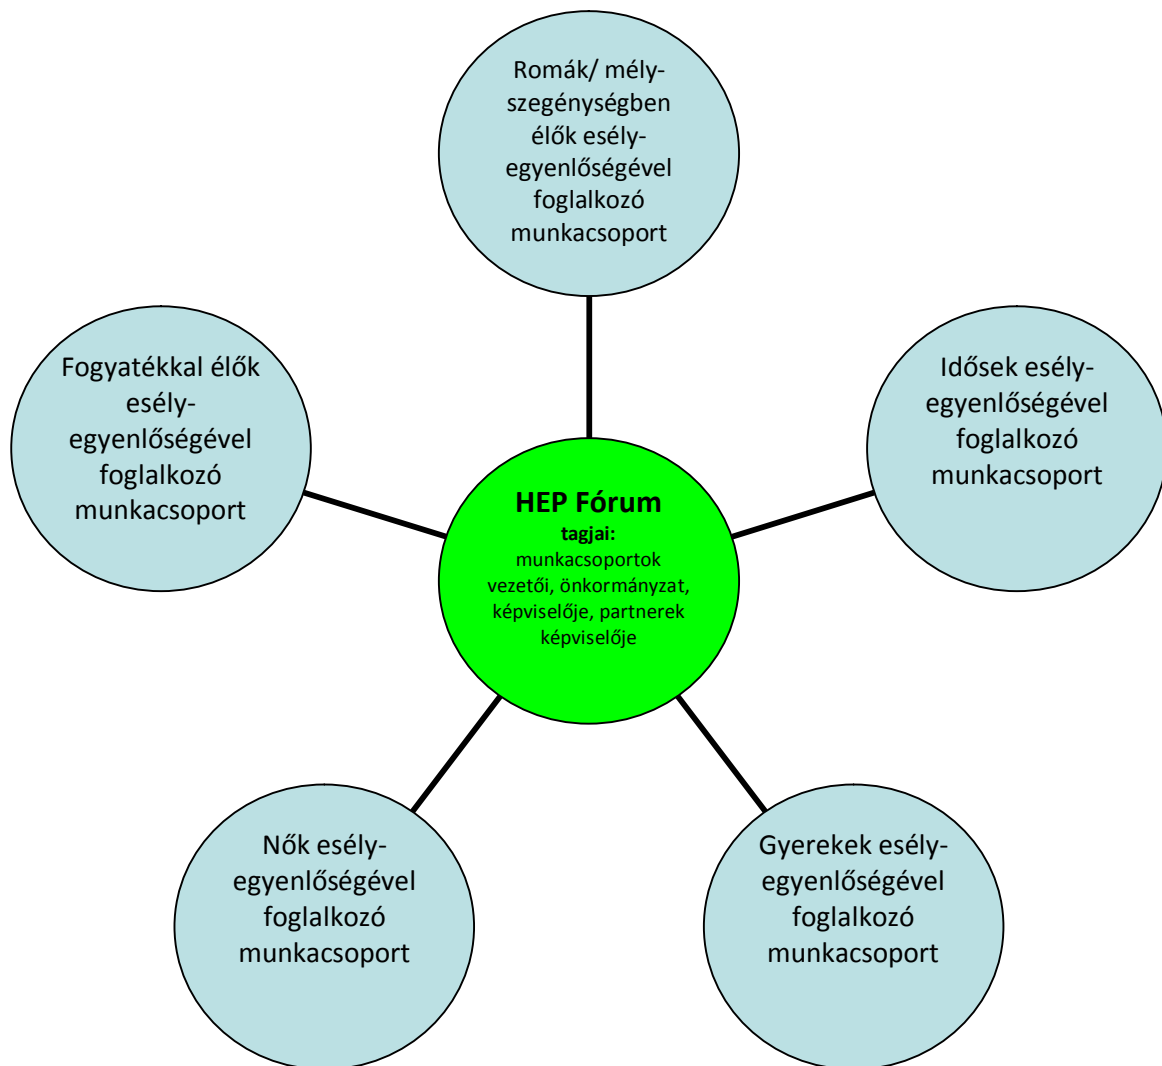 Romák/ mély-
szegénységben
élők esély-
egyenlőségével
foglalkozó
munkacsoport
Fogyatékkal élők
esély-
egyenlőségével
foglalkozó
munkacsoport
Idősek esély-
egyenlőségével
foglalkozó
munkacsoport
HEP Fórum
tagjai:
munkacsoportok
vezetői, önkormányzat,
képviselője, partnerek
képviselője
Nők esély-
egyenlőségével
foglalkozó
munkacsoport
Gyerekek esély-
egyenlőségével
foglalkozó
munkacsoport